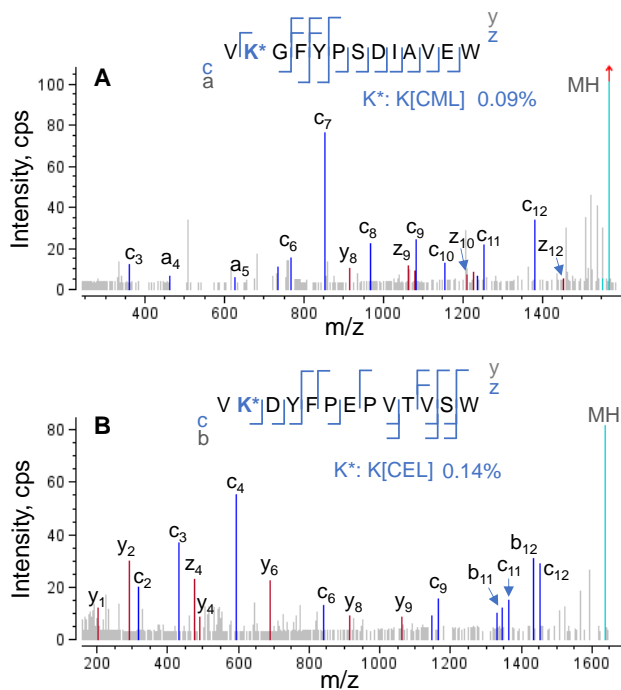 y
z
A
V K* G F Y P S D I A V E W
c
a
K*: K[CML] 0.09%
MH
Intensity, cps
100
80
60
40
20
0
c3 a4 a5 c6 c7 y8 c8 z9 c9 c10 z10 c11 c12 z12
400 600 800 1000 1200 1400
m/z
y
z
B
V K* D Y F P E P V T V S W
c
b
K*: K[CEL] 0.14%
MH
Intensity, cps
80
60
40
20
0
y1 y2 c2 c3 z4 y4 c4 y6 c6 y8 y9 c9 b11 c11 b12 c12
200 400 600 800 1000 1200 1400 1600
m/z